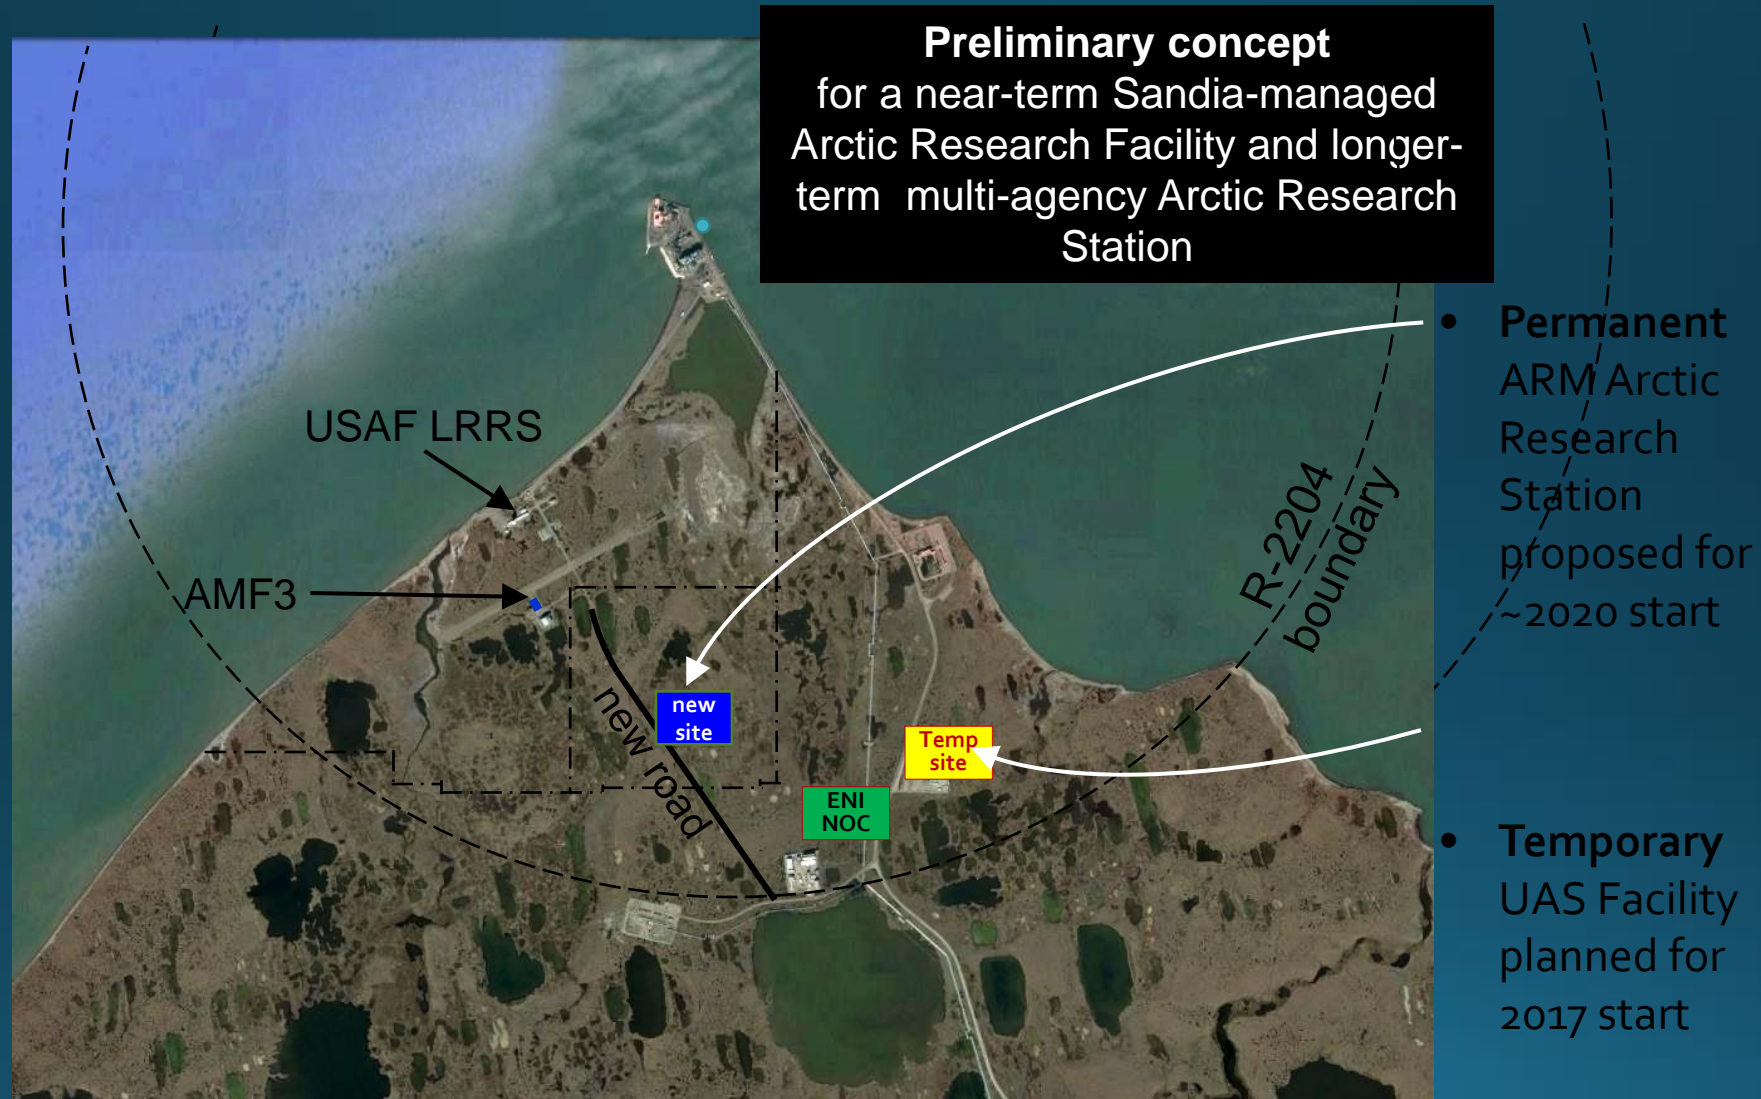 Preliminary concept
for a near-term Sandia-managed
Arctic Research Facility and longer-
term multi-agency Arctic Research
Station
USAF LRRS
AMF3
new road
new
site
Temp
site
ENI
NOC
R-2204
boundary
• Permanent
ARM Arctic
Research
Station
proposed for
~2020 start
• Temporary
UAS Facility
planned for
2017 start